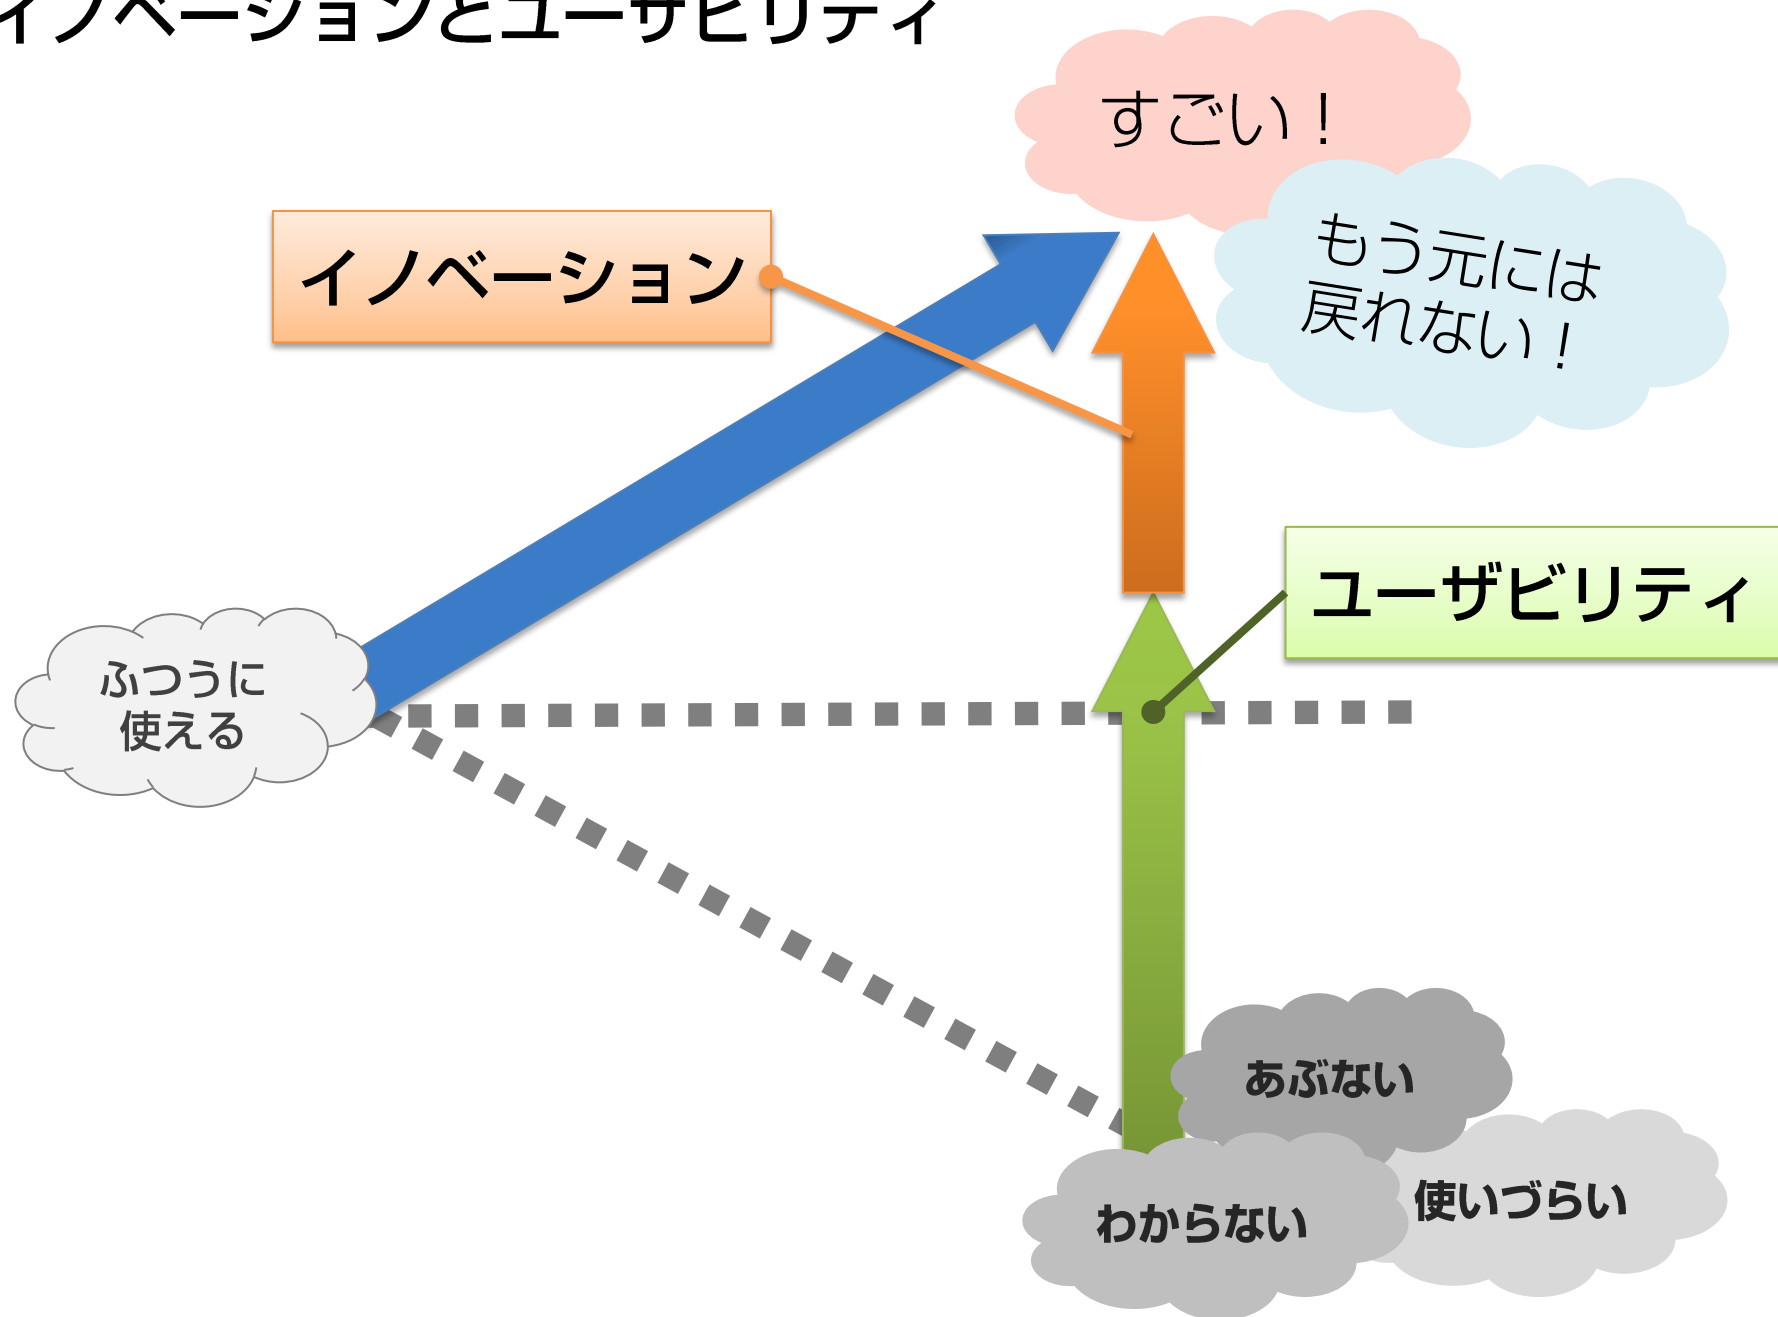 イノベーションとユーザビリティ
すごい！
もう元には
戻れない！
イノベーション
ユーザビリティ
ふつうに
使える
あぶない
わからない
使いづらい